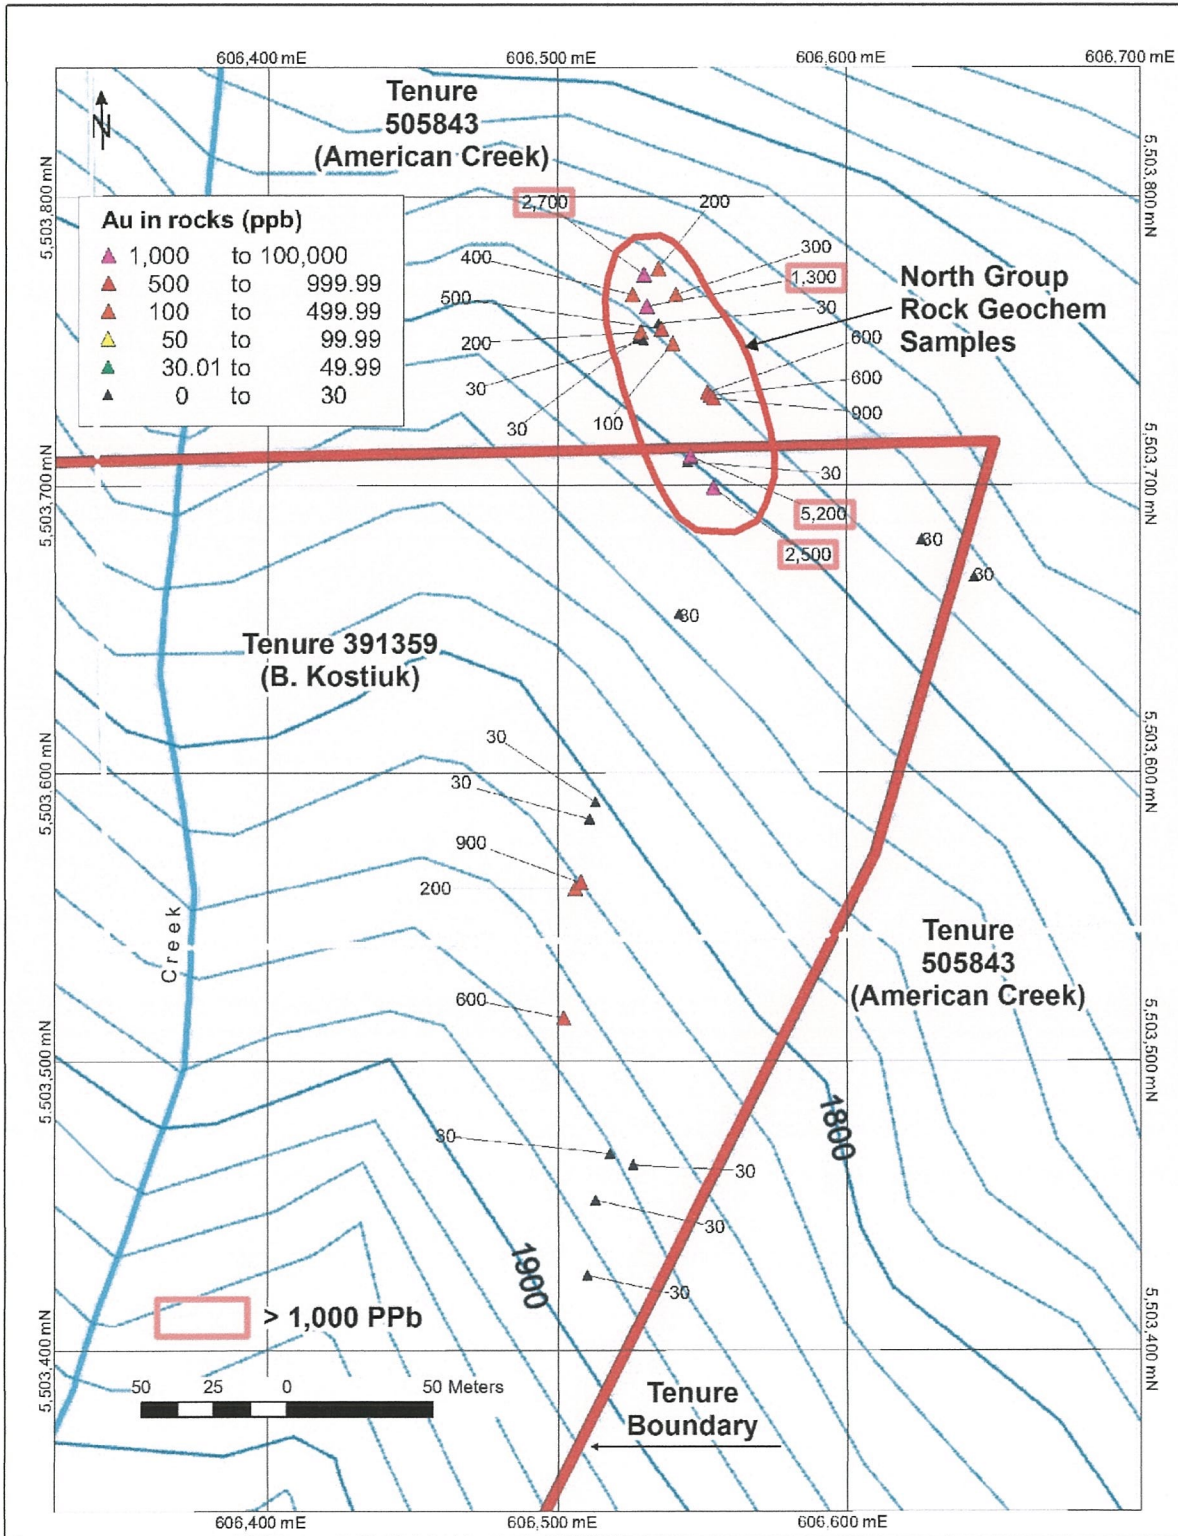 606,400 mE
606,500 mE
606,600 mE
606,700 mE
N
Tenure
505843
(American Creek)
5,503,800 mN
5,503,800 mN
Au in rocks (ppb)
1,000 to 100,000
500 to 999.99
100 to 499.99
50 to 99.99
30.01 to 49.99
0 to 30
2,700
200
400
300
1,300
500
30
200
600
30
600
30
100
900
North Group
Rock Geochem
Samples
5,503,700 mN
5,503,700 mN
30
5,200
2,500
30
30
30
Tenure 391359
(B. Kostiuk)
5,503,600 mN
5,503,600 mN
30
30
900
200
Creek
Tenure
505843
(American Creek)
600
5,503,500 mN
5,503,500 mN
1800
30
30
30
30
1900
> 1,000 PPb
5,503,400 mN
5,503,400 mN
50 25 0 50 Meters
Tenure
Boundary
606,400 mE
606,500 mE
606,600 mE